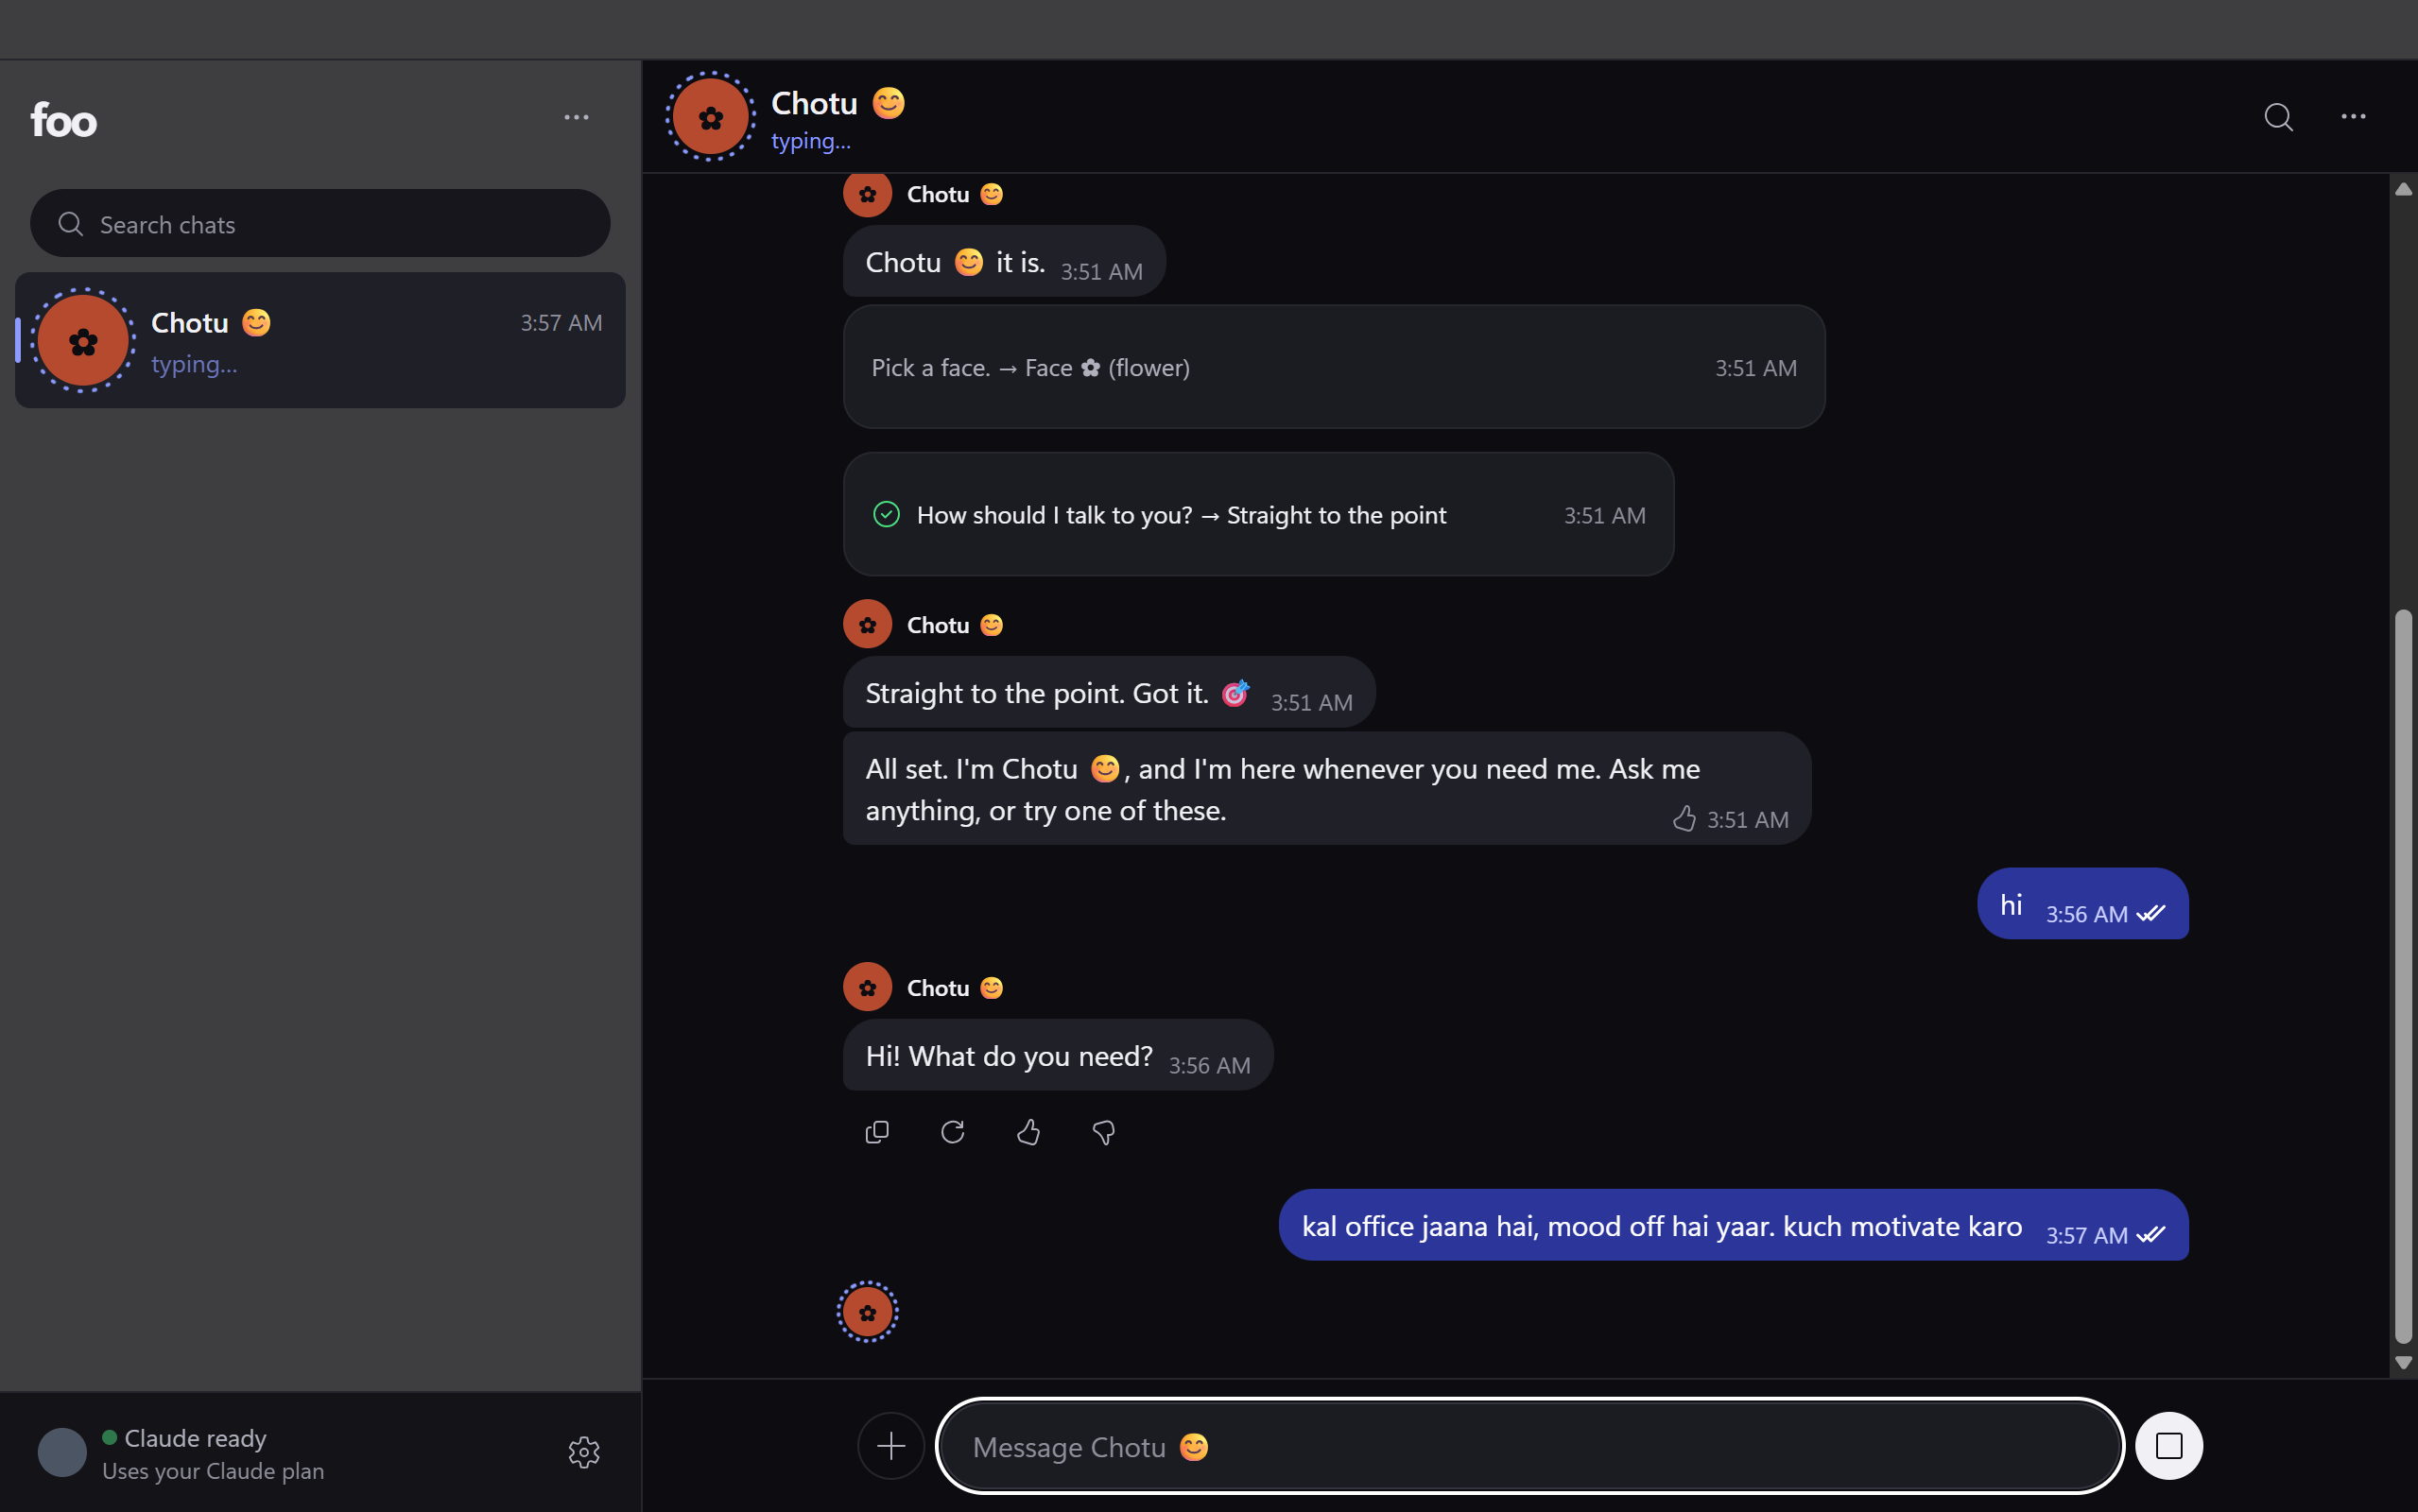 foo
Search chats
Chotu 😊
3:57 AM
typing...
Claude ready
Uses your Claude plan
Chotu 😊
typing...
Chotu 😊
Chotu 😊 it is. 3:51 AM
Pick a face. → Face ✿ (flower) 3:51 AM
How should I talk to you? → Straight to the point 3:51 AM
Chotu 😊
Straight to the point. Got it. 🎯 3:51 AM
All set. I'm Chotu 😊, and I'm here whenever you need me. Ask me
anything, or try one of these. 3:51 AM
hi 3:56 AM
Chotu 😊
Hi! What do you need? 3:56 AM
kal office jaana hai, mood off hai yaar. kuch motivate karo 3:57 AM
Message Chotu 😊